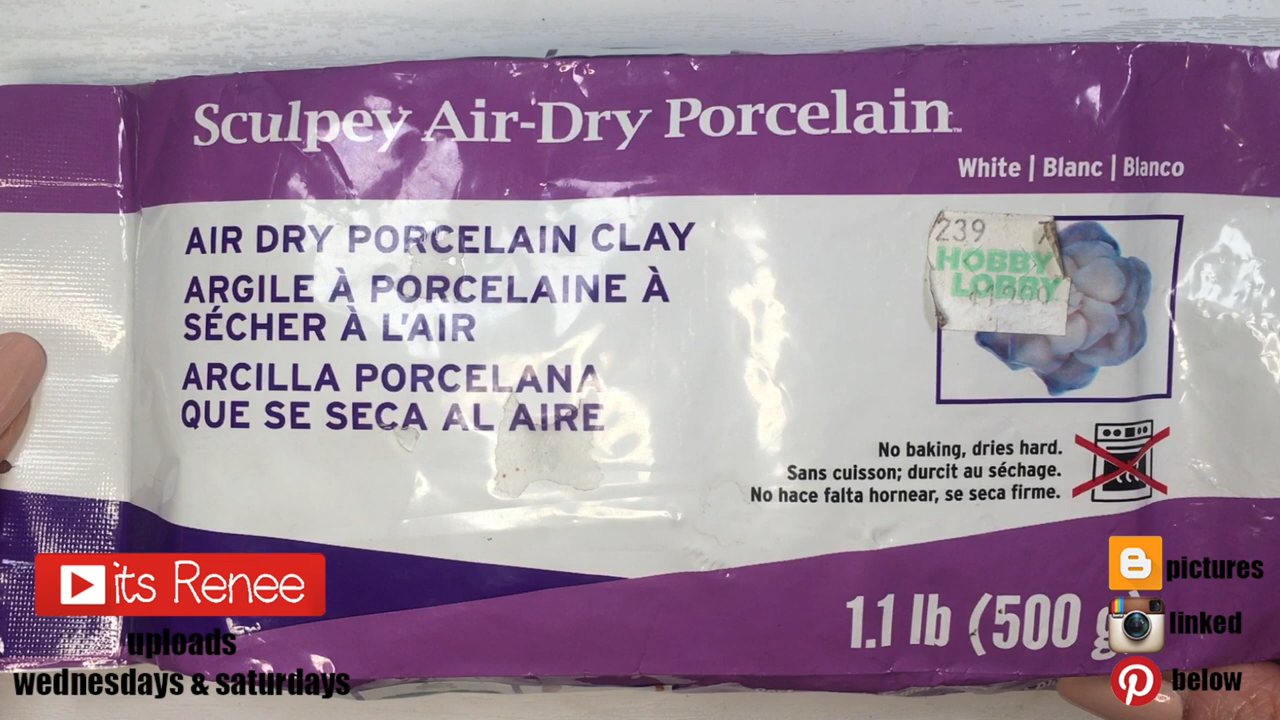 Sculpey Air-Dry Porcelain™
White | Blanc | Blanco
AIR DRY PORCELAIN CLAY
ARGILE À PORCELAINE À
SÉCHER À L'AIR
ARCILLA PORCELANA
QUE SE SECA AL AIRE
239 7
HOBBY
LOBBY
No baking, dries hard.
Sans cuisson; durcit au séchage.
No hace falta hornear, se seca firme.
1.1 lb (500 g)
its Renee
uploads
wednesdays & saturdays
pictures
linked
below